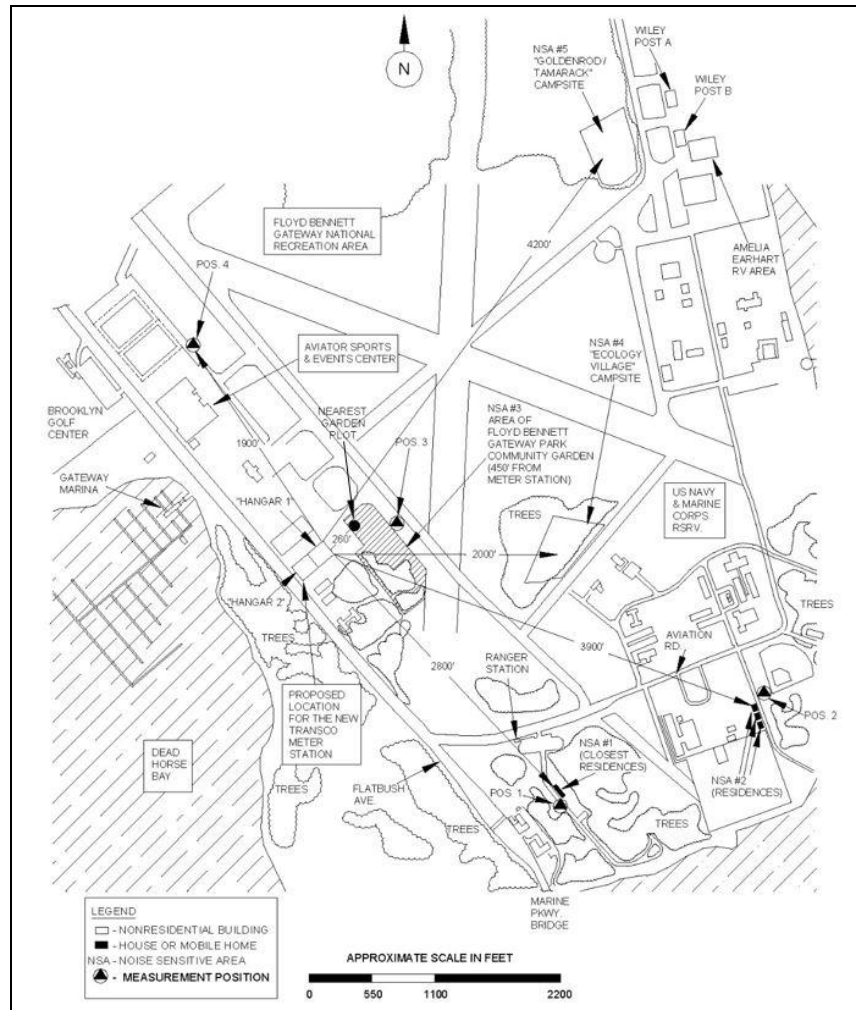 N
NSA #5
"GOLDENROD /
TAMARACK"
CAMPSITE
WILEY
POST A
WILEY
POST B
FLOYD BENNETT
GATEWAY NATIONAL
RECREATION AREA
4200'
AMELIA
EARHART
RV AREA
POS. 4
AVIATOR SPORTS
& EVENTS CENTER
NSA #4
"ECOLOGY
VILLAGE"
CAMPSITE
BROOKLYN
GOLF
CENTER
1900'
NEAREST
GARDEN
PLOT
POS. 3
NSA #3
AREA OF
FLOYD BENNETT
GATEWAY PARK
COMMUNITY GARDEN
(450' FROM
METER STATION)
GATEWAY
MARINA
"HANGAR 1"
260'
2000'
TREES
US NAVY
& MARINE
CORPS
RSRV.
"HANGAR 2"
TREES
TREES
2800'
3900'
AVIATION
RD.
RANGER
STATION
PROPOSED
LOCATION
FOR THE NEW
TRANSCO
METER
STATION
POS. 2
DEAD
HORSE
BAY
TREES
FLATBUSH
AVE.
NSA #1
(CLOSEST
RESIDENCES)
POS. 1
NSA #2
(RESIDENCES)
TREES
TREES
MARINE
PKWY.
BRIDGE
LEGEND
- NONRESIDENTIAL BUILDING
- HOUSE OR MOBILE HOME
NSA - NOISE SENSITIVE AREA
- MEASUREMENT POSITION
APPROXIMATE SCALE IN FEET
0 550 1100 2200